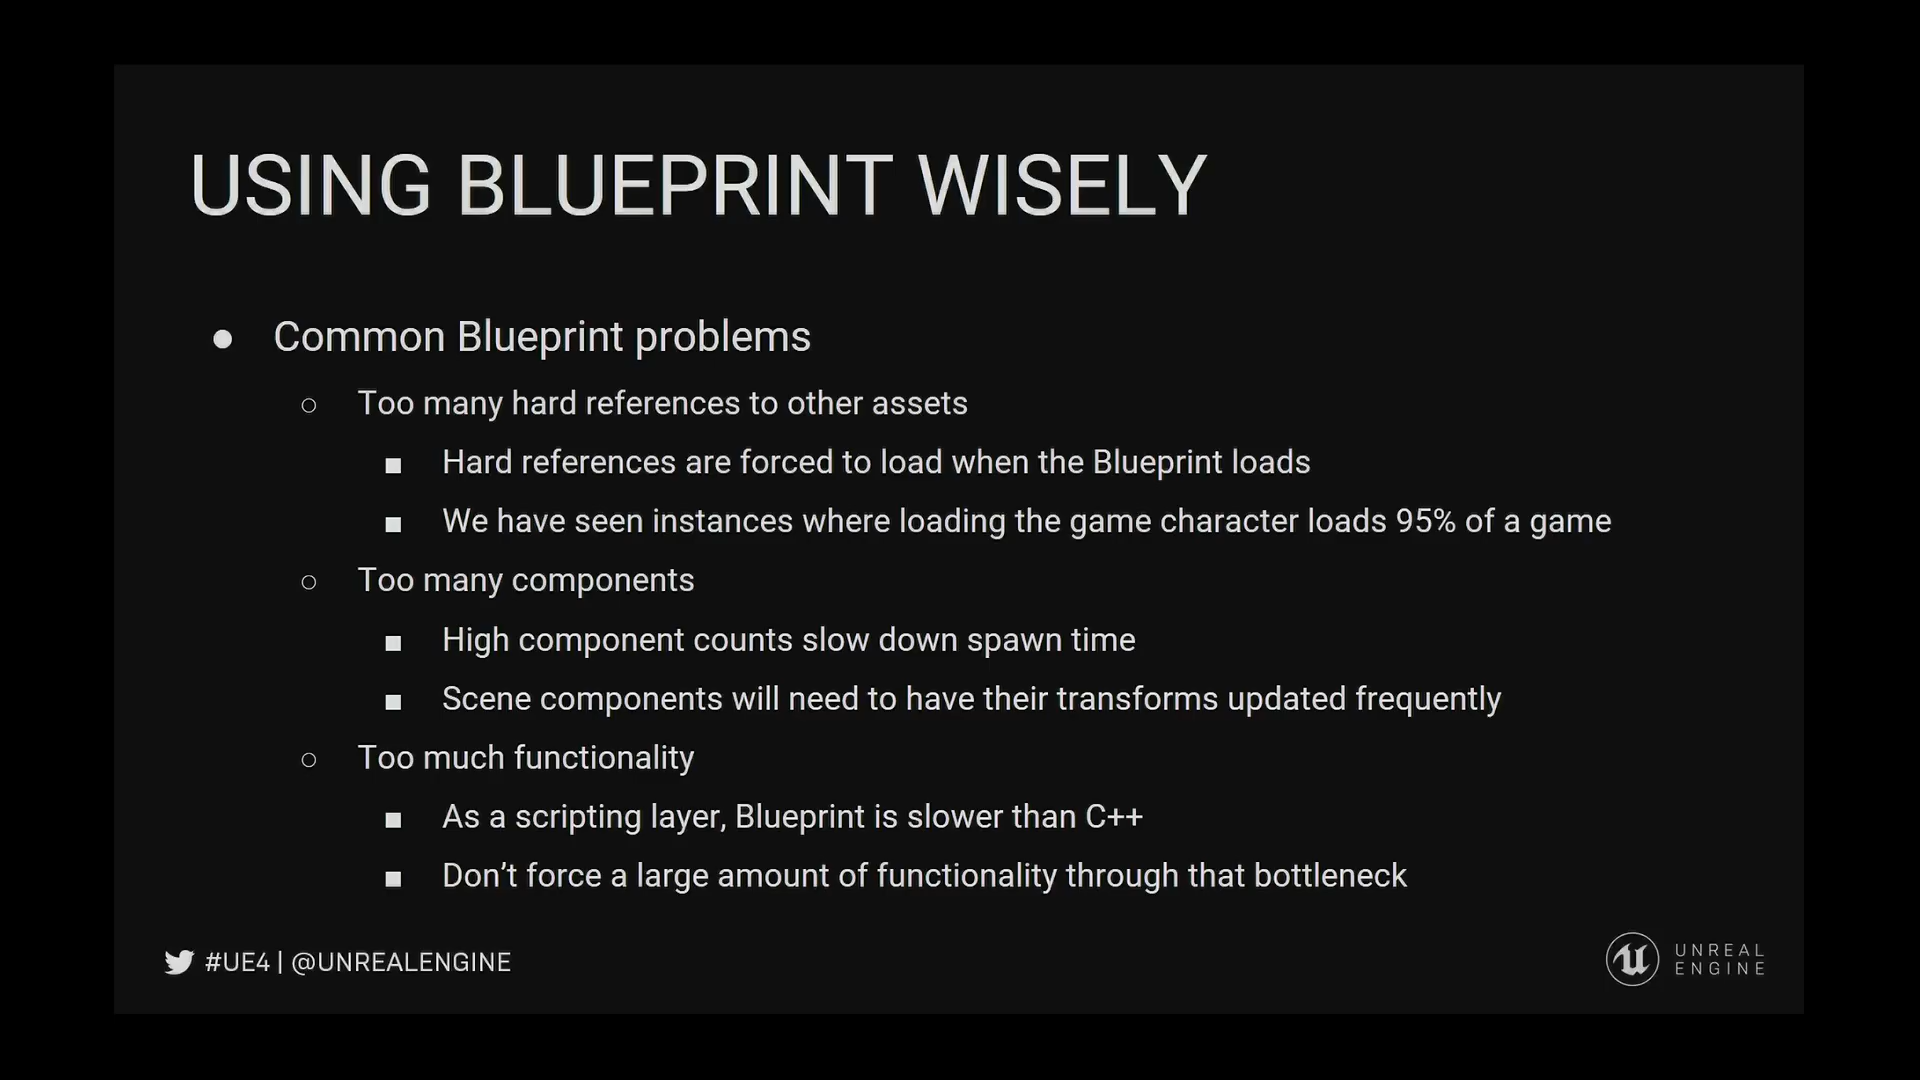 USING BLUEPRINT WISELY
● Common Blueprint problems
○ Too many hard references to other assets
■ Hard references are forced to load when the Blueprint loads
■ We have seen instances where loading the game character loads 95% of a game
○ Too many components
■ High component counts slow down spawn time
■ Scene components will need to have their transforms updated frequently
○ Too much functionality
■ As a scripting layer, Blueprint is slower than C++
■ Don’t force a large amount of functionality through that bottleneck
#UE4 | @UNREALENGINE
UNREAL
ENGINE